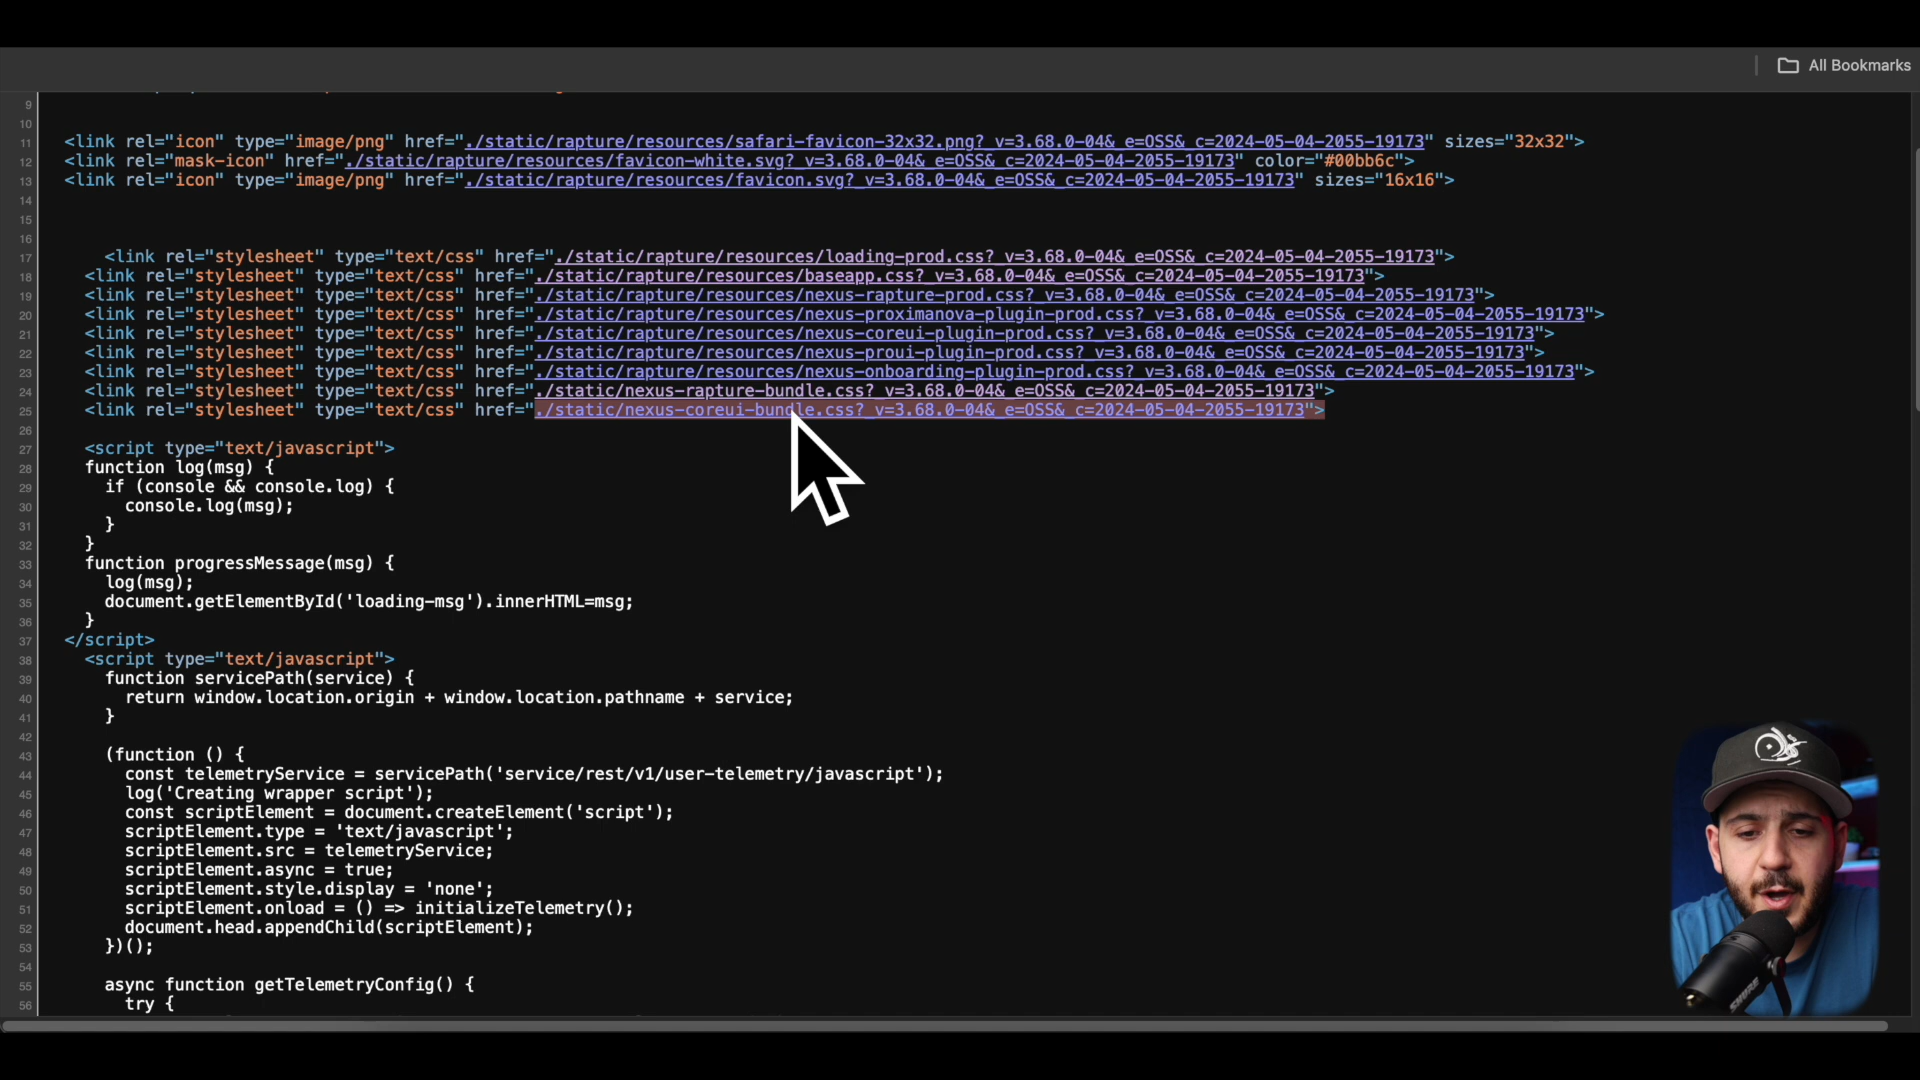 All Bookmarks
9
10
11 <link rel="icon" type="image/png" href="./static/rapture/resources/safari-favicon-32x32.png?_v=3.68.0-04&_e=OSS&_c=2024-05-04-2055-19173" sizes="32x32">
12 <link rel="mask-icon" href="./static/rapture/resources/favicon-white.svg?_v=3.68.0-04&_e=OSS&_c=2024-05-04-2055-19173" color="#00bb6c">
13 <link rel="icon" type="image/png" href="./static/rapture/resources/favicon.svg?_v=3.68.0-04&_e=OSS&_c=2024-05-04-2055-19173" sizes="16x16">
14
15
16
17 <link rel="stylesheet" type="text/css" href="./static/rapture/resources/loading-prod.css?_v=3.68.0-04&_e=OSS&_c=2024-05-04-2055-19173">
18 <link rel="stylesheet" type="text/css" href="./static/rapture/resources/baseapp.css?_v=3.68.0-04&_e=OSS&_c=2024-05-04-2055-19173">
19 <link rel="stylesheet" type="text/css" href="./static/rapture/resources/nexus-rapture-prod.css?_v=3.68.0-04&_e=OSS&_c=2024-05-04-2055-19173">
20 <link rel="stylesheet" type="text/css" href="./static/rapture/resources/nexus-proximanova-plugin-prod.css?_v=3.68.0-04&_e=OSS&_c=2024-05-04-2055-19173">
21 <link rel="stylesheet" type="text/css" href="./static/rapture/resources/nexus-coreui-plugin-prod.css?_v=3.68.0-04&_e=OSS&_c=2024-05-04-2055-19173">
22 <link rel="stylesheet" type="text/css" href="./static/rapture/resources/nexus-proui-plugin-prod.css?_v=3.68.0-04&_e=OSS&_c=2024-05-04-2055-19173">
23 <link rel="stylesheet" type="text/css" href="./static/rapture/resources/nexus-onboarding-plugin-prod.css?_v=3.68.0-04&_e=OSS&_c=2024-05-04-2055-19173">
24 <link rel="stylesheet" type="text/css" href="./static/nexus-rapture-bundle.css?_v=3.68.0-04&_e=OSS&_c=2024-05-04-2055-19173">
25 <link rel="stylesheet" type="text/css" href="./static/nexus-coreui-bundle.css?_v=3.68.0-04&_e=OSS&_c=2024-05-04-2055-19173">
26
27 <script type="text/javascript">
28 function log(msg) {
29 if (console && console.log) {
30 console.log(msg);
31 }
32 }
33 function progressMessage(msg) {
34 log(msg);
35 document.getElementById('loading-msg').innerHTML=msg;
36 }
37 </script>
38 <script type="text/javascript">
39 function servicePath(service) {
40 return window.location.origin + window.location.pathname + service;
41 }
42
43 (function () {
44 const telemetryService = servicePath('service/rest/v1/user-telemetry/javascript');
45 log('Creating wrapper script');
46 const scriptElement = document.createElement('script');
47 scriptElement.type = 'text/javascript';
48 scriptElement.src = telemetryService;
49 scriptElement.async = true;
50 scriptElement.style.display = 'none';
51 scriptElement.onload = () => initializeTelemetry();
52 document.head.appendChild(scriptElement);
53 })();
54
55 async function getTelemetryConfig() {
56 try {
SHURE